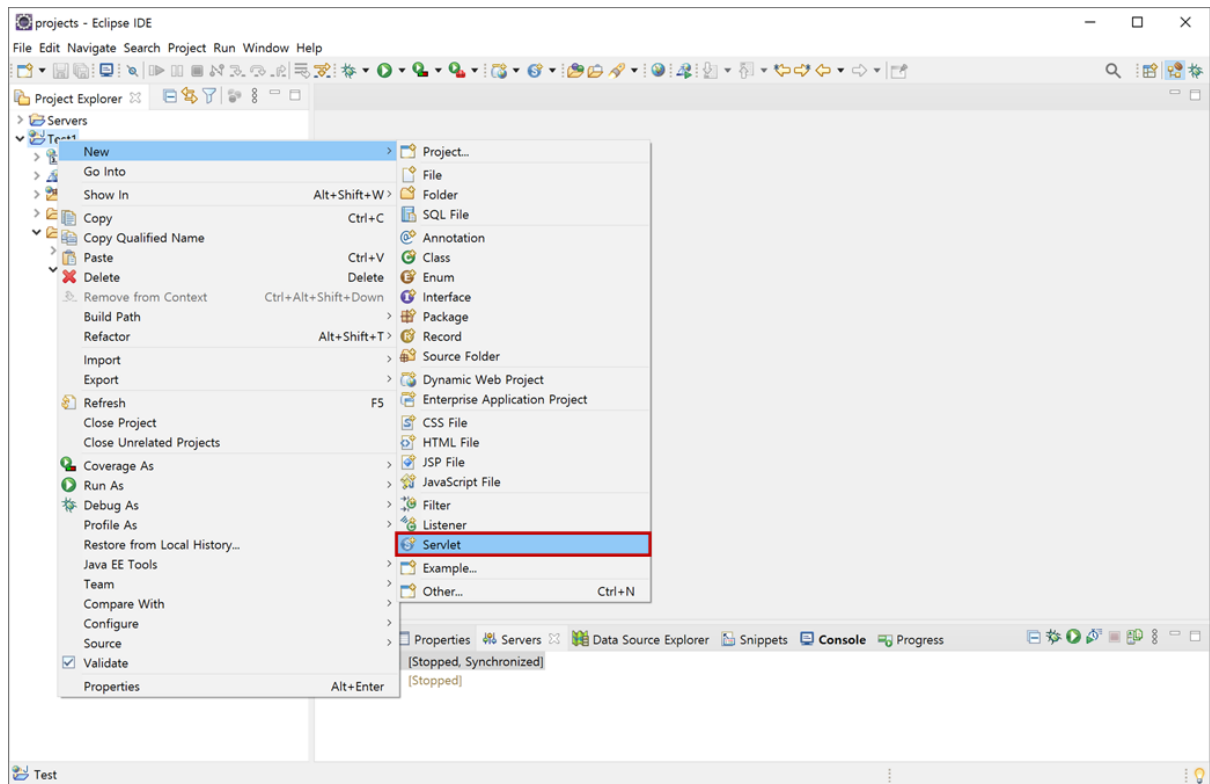 projects - Eclipse IDE
File Edit Navigate Search Project Run Window Help
Project Explorer
Servers
Test1
New
Go Into
Show In Alt+Shift+W
Copy Ctrl+C
Copy Qualified Name
Paste Ctrl+V
Delete Delete
Remove from Context Ctrl+Alt+Shift+Down
Build Path
Refactor Alt+Shift+T
Import
Export
Refresh F5
Close Project
Close Unrelated Projects
Coverage As
Run As
Debug As
Profile As
Restore from Local History...
Java EE Tools
Team
Compare With
Configure
Source
Validate
Properties Alt+Enter
Project...
File
Folder
SQL File
Annotation
Class
Enum
Interface
Package
Record
Source Folder
Dynamic Web Project
Enterprise Application Project
CSS File
HTML File
JSP File
JavaScript File
Filter
Listener
Servlet
Example...
Other... Ctrl+N
Properties Servers Data Source Explorer Snippets Console Progress
[Stopped, Synchronized]
[Stopped]
Test